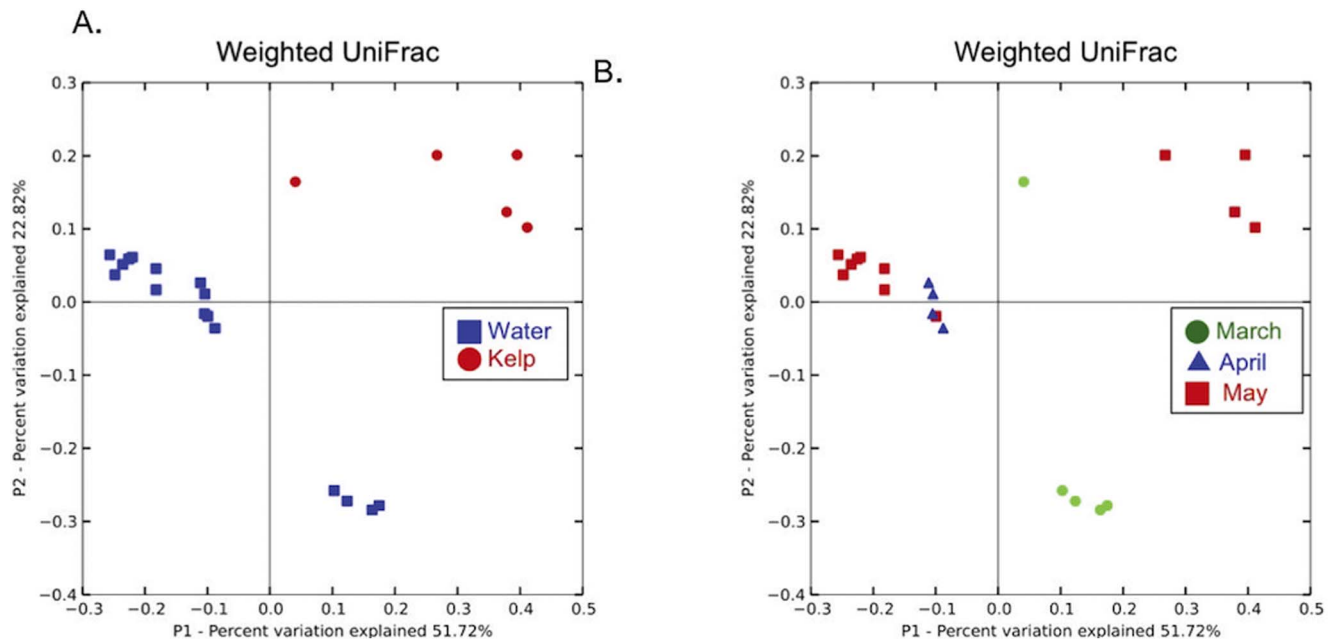 A.
Weighted UniFrac
0.3
0.2
0.1
0.0
−0.1
−0.2
−0.3
−0.4
P2 - Percent variation explained 22.82%
Water
Kelp
−0.3 −0.2 −0.1 0.0 0.1 0.2 0.3 0.4 0.5
P1 - Percent variation explained 51.72%
B.
Weighted UniFrac
0.3
0.2
0.1
0.0
−0.1
−0.2
−0.3
−0.4
P2 - Percent variation explained 22.82%
March
April
May
−0.3 −0.2 −0.1 0.0 0.1 0.2 0.3 0.4 0.5
P1 - Percent variation explained 51.72%